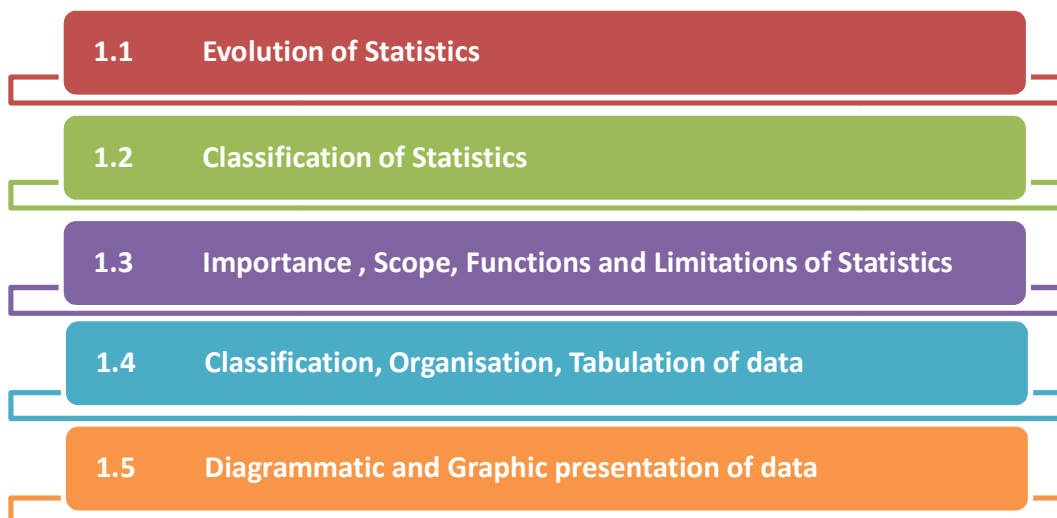 1.1 Evolution of Statistics
1.2 Classification of Statistics
1.3 Importance , Scope, Functions and Limitations of Statistics
1.4 Classification, Organisation, Tabulation of data
1.5 Diagrammatic and Graphic presentation of data